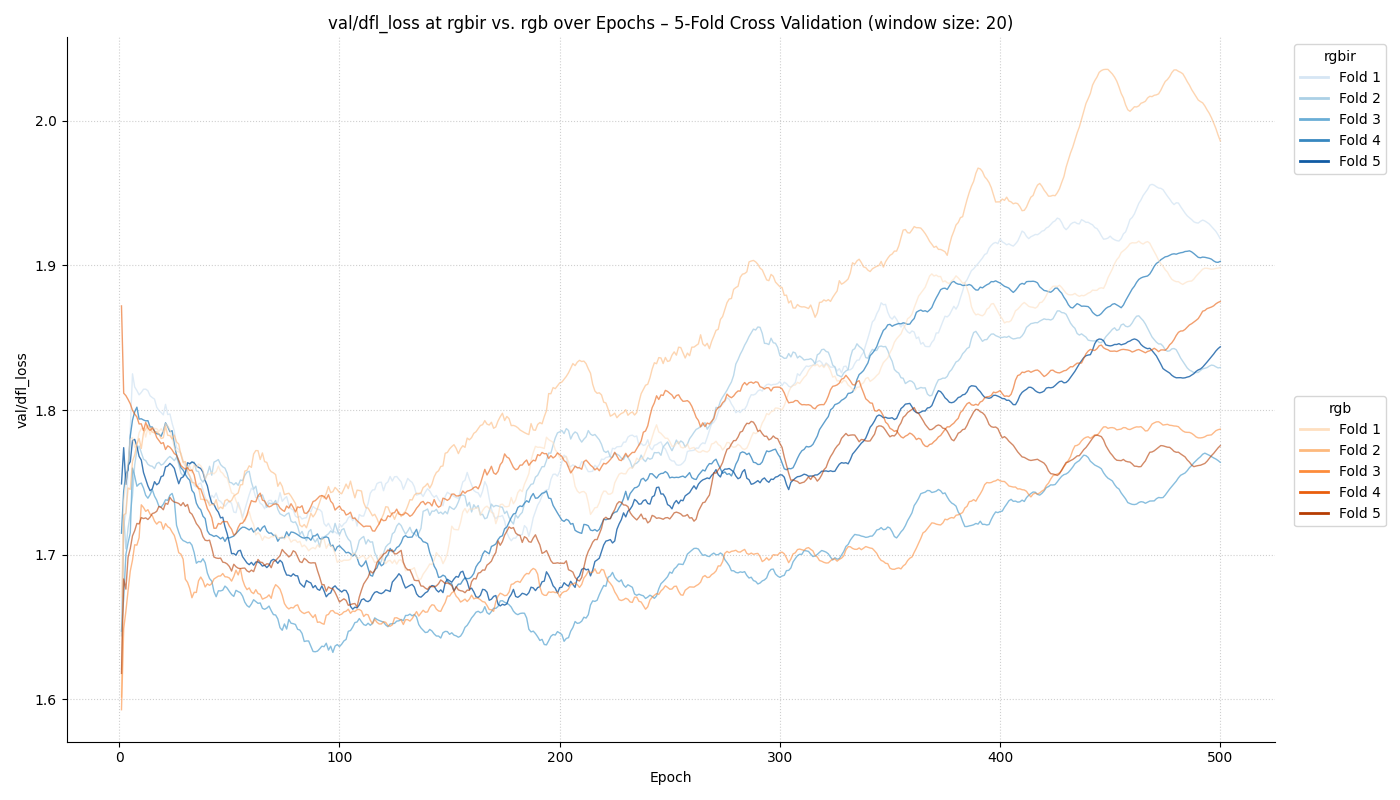 val/dfl_loss at rgbir vs. rgb over Epochs – 5-Fold Cross Validation (window size: 20)
rgbir
Fold 1
Fold 2
Fold 3
Fold 4
Fold 5
rgb
Fold 1
Fold 2
Fold 3
Fold 4
Fold 5
val/dfl_loss
2.0
1.9
1.8
1.7
1.6
0
100
200
300
400
500
Epoch